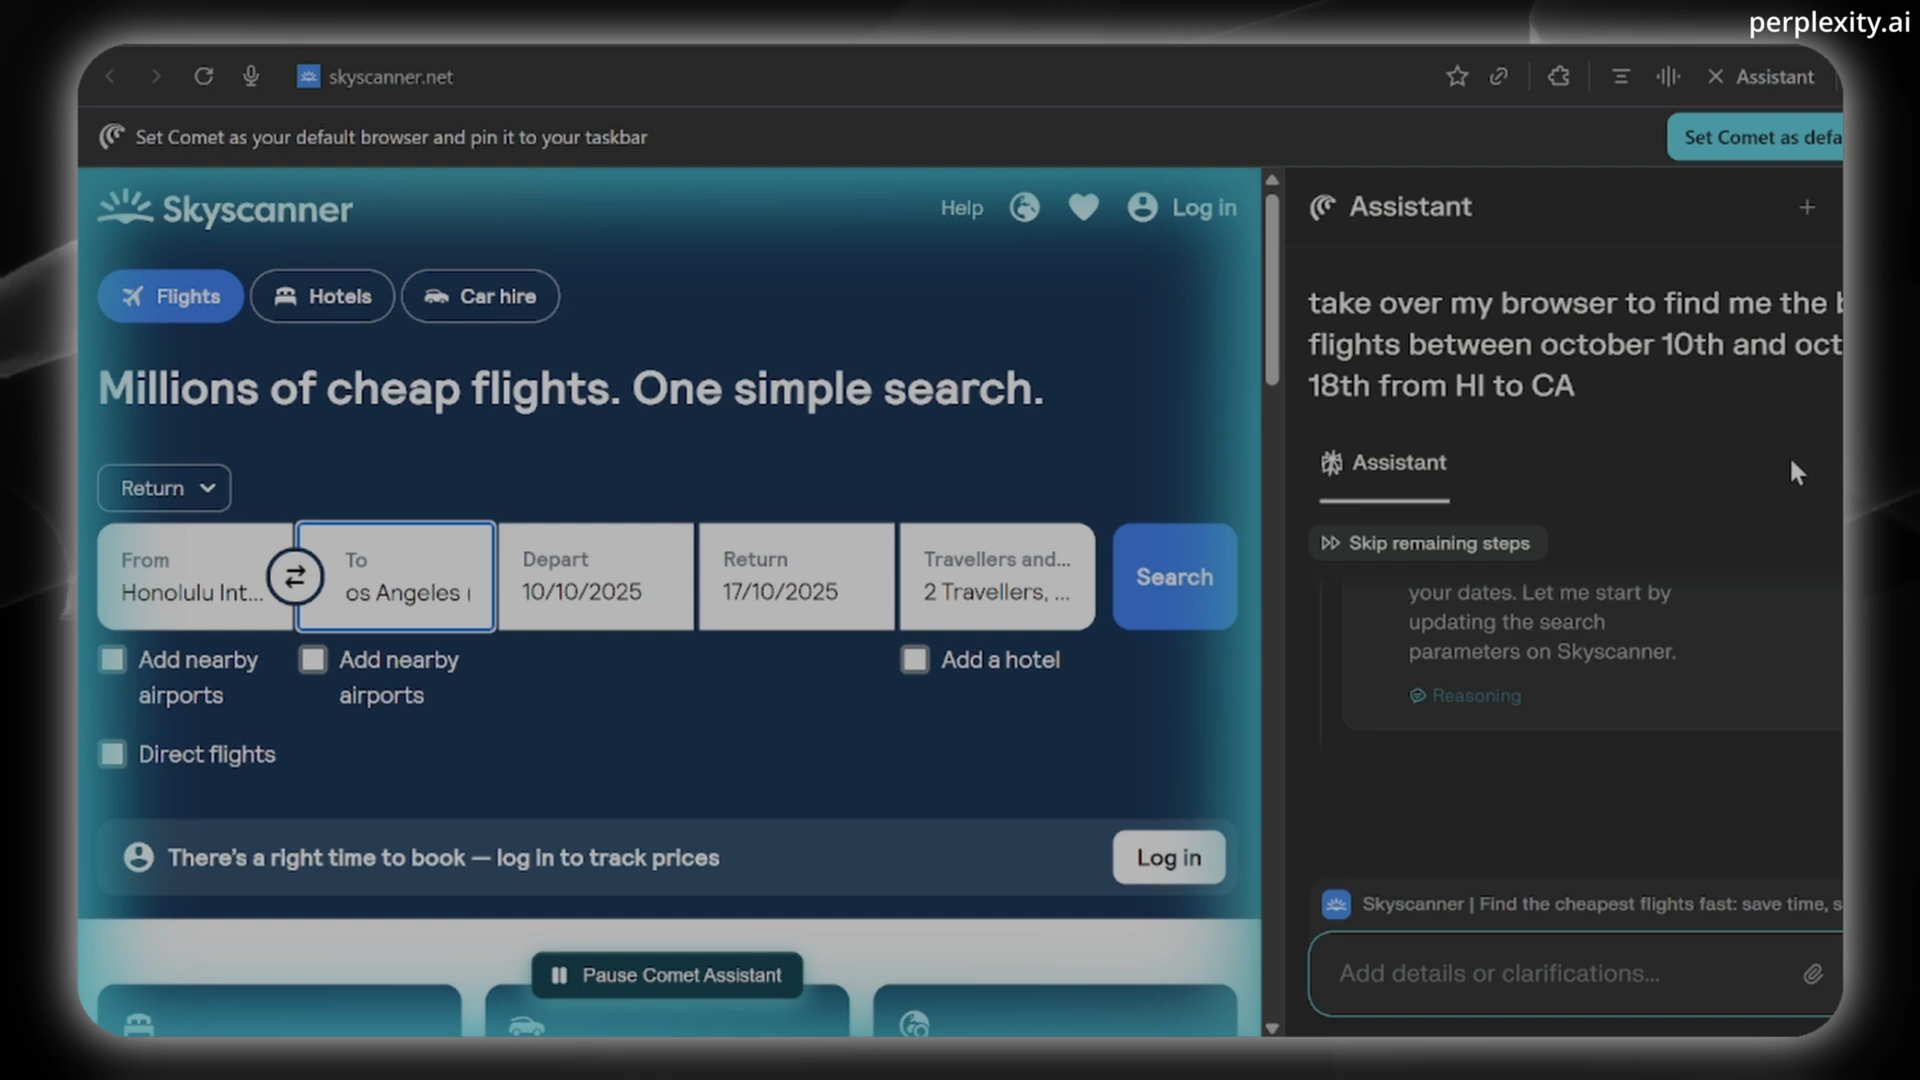 perplexity.ai
skyscanner.net
Assistant
Set Comet as your default browser and pin it to your taskbar
Set Comet as defa
Skyscanner
Help
Log in
Flights
Hotels
Car hire
Millions of cheap flights. One simple search.
Return
From
Honolulu Int...
To
os Angeles
Depart
10/10/2025
Return
17/10/2025
Travellers and...
2 Travellers, ...
Search
Add nearby
airports
Add nearby
airports
Add a hotel
Direct flights
There's a right time to book — log in to track prices
Log in
Pause Comet Assistant
Assistant
take over my browser to find me the
flights between october 10th and oct
18th from HI to CA
Assistant
Skip remaining steps
your dates. Let me start by
updating the search
parameters on Skyscanner.
Reasoning
Skyscanner | Find the cheapest flights fast: save time, s
Add details or clarifications...